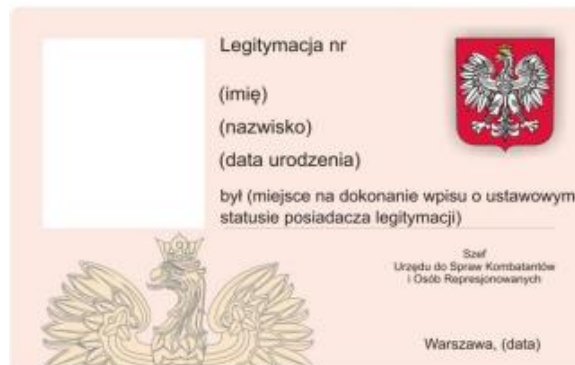 Legitymacja nr
(imię)
(nazwisko)
(data urodzenia)
był (miejsce na dokonanie wpisu o ustawowym
statusie posiadacza legitymacji)
Szef
Urzędu do Spraw Kombatantów
i Osób Represjonowanych
Warszawa, (data)